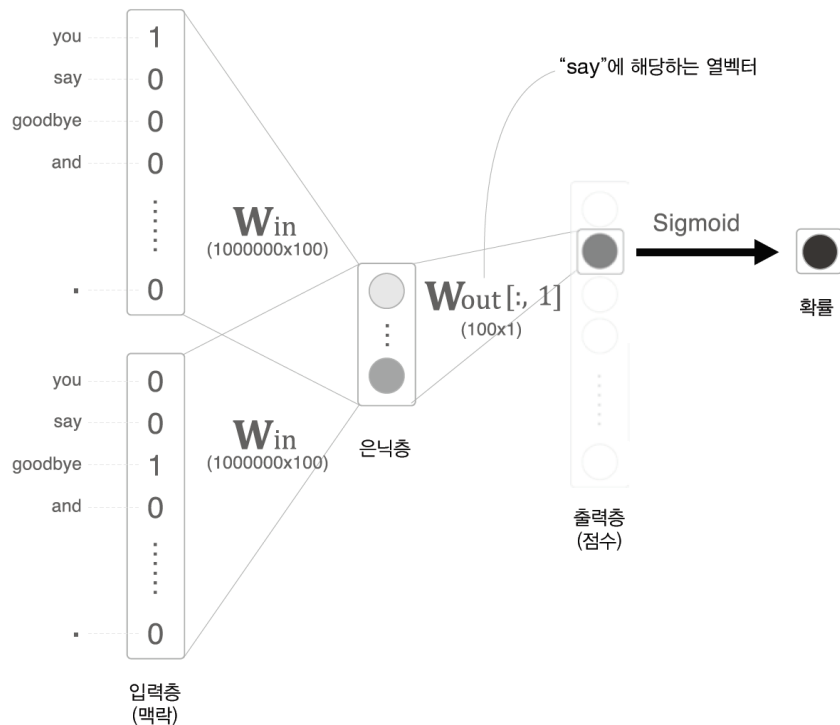 you 1
say 0
goodbye 0
and 0
. 0
Win
(1000000x100)
you 0
say 0
goodbye 1
and 0
. 0
Win
(1000000x100)
입력층
(맥락)
은닉층
Wout[:, 1]
(100x1)
“say”에 해당하는 열벡터
출력층
(점수)
Sigmoid
확률